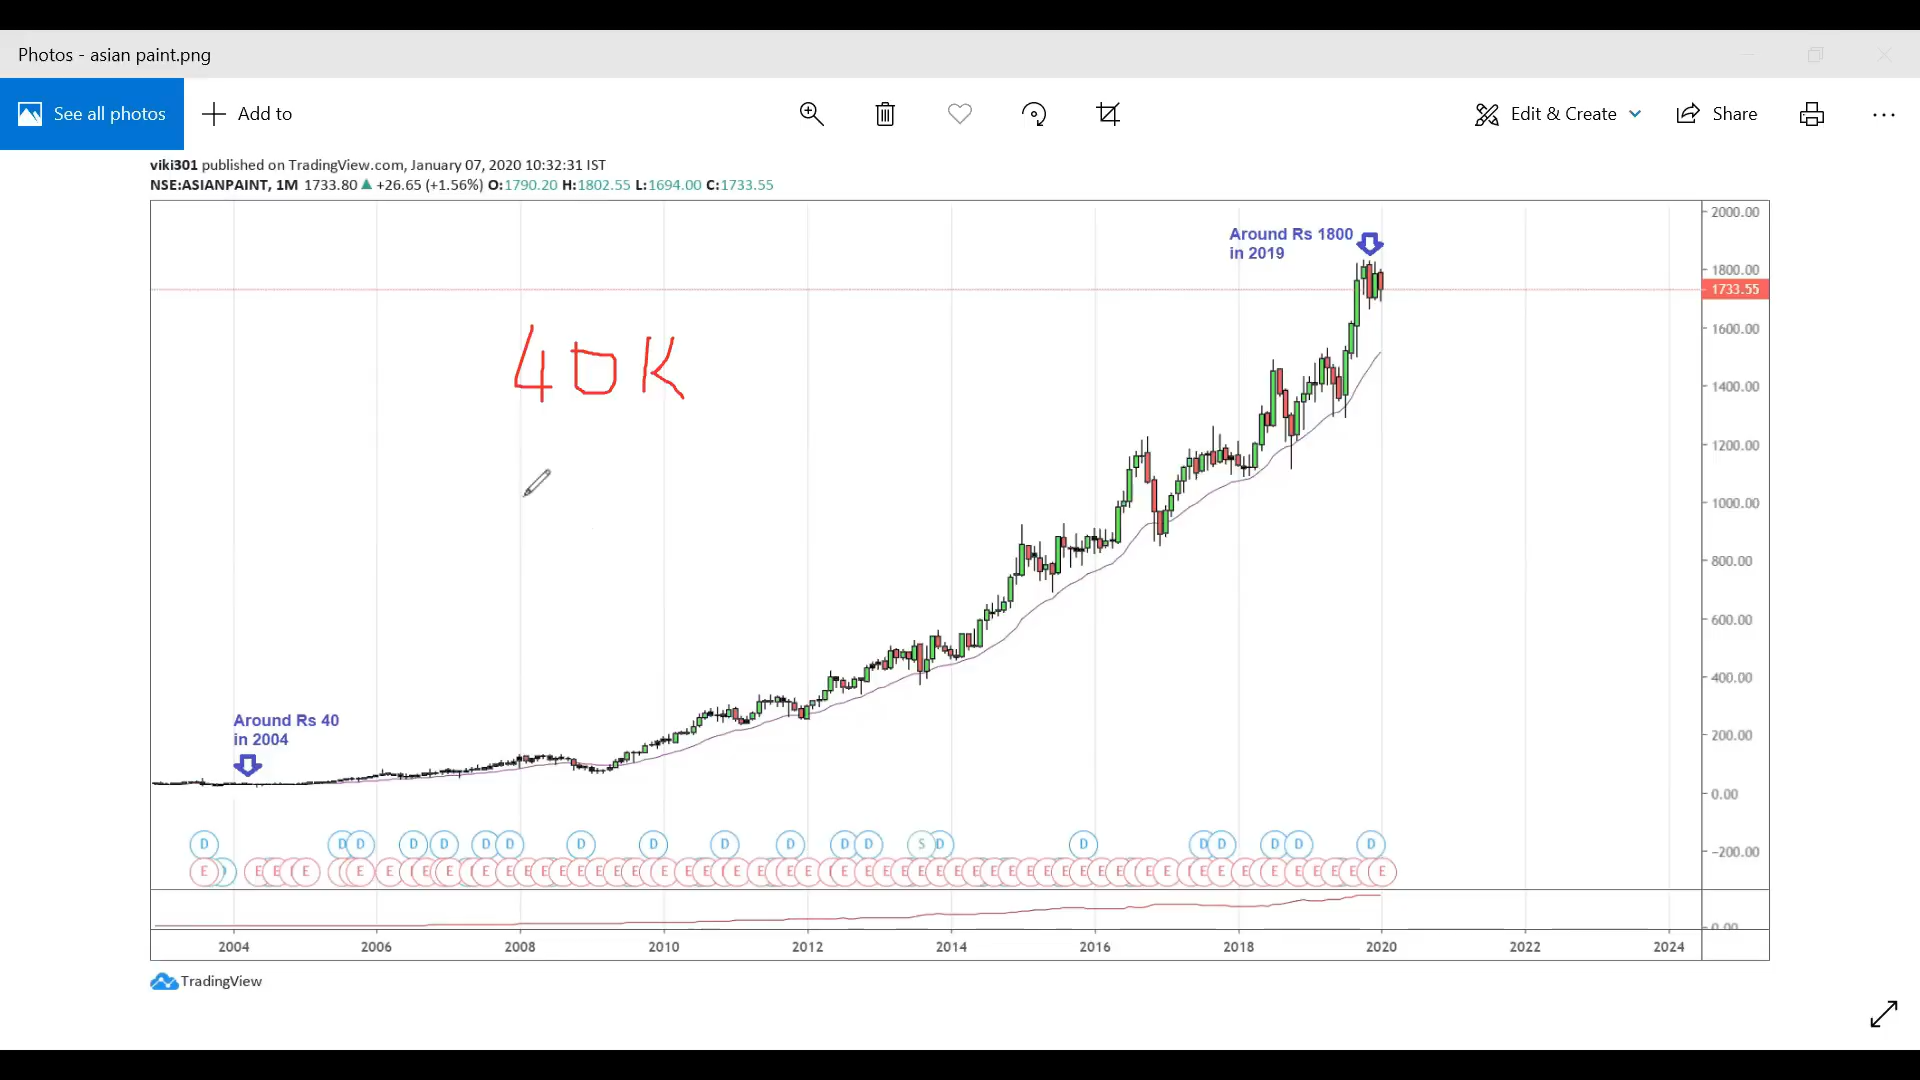 Photos - asian paint.png
See all photos
Add to
Edit & Create
Share
viki301 published on TradingView.com, January 07, 2020 10:32:31 IST
NSE:ASIANPAINT, 1M 1733.80 ▲ +26.65 (+1.56%) O:1790.20 H:1802.55 L:1694.00 C:1733.55
2000.00
Around Rs 1800
in 2019
1800.00
1733.55
1600.00
40K
1400.00
1200.00
1000.00
800.00
600.00
400.00
Around Rs 40
in 2004
200.00
0.00
D D D D D D D D D D D D D S D D D D D D D
-200.00
2004 2006 2008 2010 2012 2014 2016 2018 2020 2022 2024
TradingView